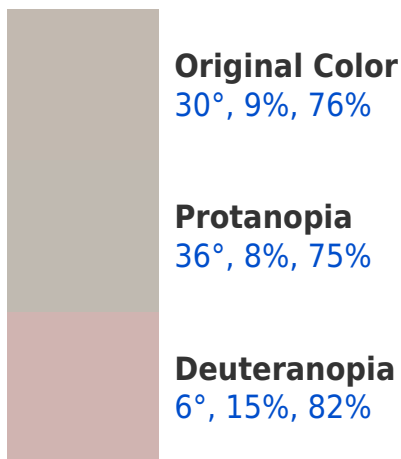 Original Color
30°, 9%, 76%
Protanopia
36°, 8%, 75%
Deuteranopia
6°, 15%, 82%